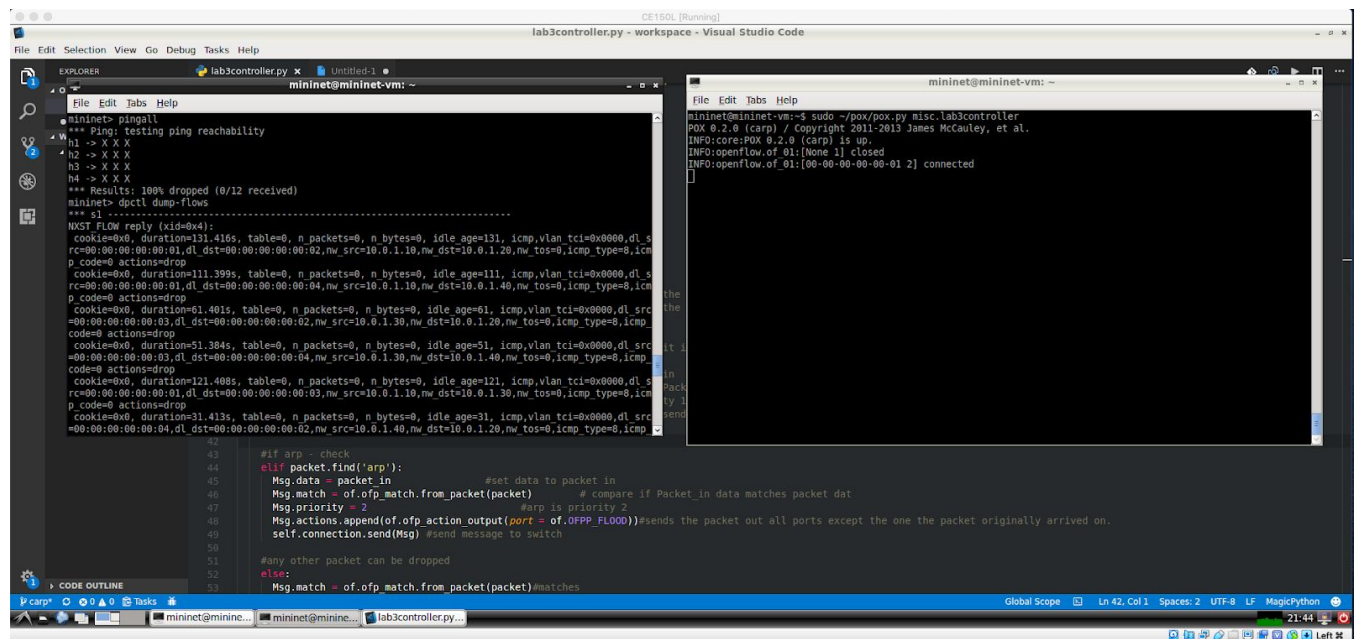 CE150L [Running]
lab3controller.py - workspace - Visual Studio Code
File Edit Selection View Go Debug Tasks Help
EXPLORER
lab3controller.py
Untitled-1
mininet@mininet-vm: ~
File Edit Tabs Help
mininet> pingall
*** Ping: testing ping reachability
h1 -> X X X
h2 -> X X X
h3 -> X X X
h4 -> X X X
*** Results: 100% dropped (0/12 received)
mininet> dpctl dump-flows
*** s1 ------------------------------------------------------------------------
NXST_FLOW reply (xid=0x4):
cookie=0x0, duration=131.416s, table=0, n_packets=0, n_bytes=0, idle_age=131, icmp,vlan_tci=0x0000,dl_s
rc=00:00:00:00:00:01,dl_dst=00:00:00:00:00:02,nw_src=10.0.1.10,nw_dst=10.0.1.20,nw_tos=0,icmp_type=8,icm
p_code=0 actions=drop
cookie=0x0, duration=111.399s, table=0, n_packets=0, n_bytes=0, idle_age=111, icmp,vlan_tci=0x0000,dl_s
rc=00:00:00:00:00:01,dl_dst=00:00:00:00:00:04,nw_src=10.0.1.10,nw_dst=10.0.1.40,nw_tos=0,icmp_type=8,icm
p_code=0 actions=drop
cookie=0x0, duration=61.401s, table=0, n_packets=0, n_bytes=0, idle_age=61, icmp,vlan_tci=0x0000,dl_src
=00:00:00:00:00:03,dl_dst=00:00:00:00:00:02,nw_src=10.0.1.30,nw_dst=10.0.1.20,nw_tos=0,icmp_type=8,icmp_
code=0 actions=drop
cookie=0x0, duration=51.384s, table=0, n_packets=0, n_bytes=0, idle_age=51, icmp,vlan_tci=0x0000,dl_src
=00:00:00:00:00:03,dl_dst=00:00:00:00:00:04,nw_src=10.0.1.30,nw_dst=10.0.1.40,nw_tos=0,icmp_type=8,icmp_
code=0 actions=drop
cookie=0x0, duration=121.408s, table=0, n_packets=0, n_bytes=0, idle_age=121, icmp,vlan_tci=0x0000,dl_s
rc=00:00:00:00:00:01,dl_dst=00:00:00:00:00:03,nw_src=10.0.1.10,nw_dst=10.0.1.30,nw_tos=0,icmp_type=8,icm
p_code=0 actions=drop
cookie=0x0, duration=31.413s, table=0, n_packets=0, n_bytes=0, idle_age=31, icmp,vlan_tci=0x0000,dl_src
=00:00:00:00:00:04,dl_dst=00:00:00:00:00:02,nw_src=10.0.1.40,nw_dst=10.0.1.20,nw_tos=0,icmp_type=8,icmp_
mininet@mininet-vm: ~
File Edit Tabs Help
mininet@mininet-vm:~$ sudo ~/pox/pox.py misc.lab3controller
POX 0.2.0 (carp) / Copyright 2011-2013 James McCauley, et al.
INFO:core:POX 0.2.0 (carp) is up.
INFO:openflow.of_01:[None 1] closed
INFO:openflow.of_01:[00-00-00-00-00-01 2] connected
the
the
it i
in
Pack
ty 1
send
42
43 #if arp - check
44 elif packet.find('arp'):
45 Msg.data = packet_in #set data to packet in
46 Msg.match = of.ofp_match.from_packet(packet) # compare if Packet_in data matches packet dat
47 Msg.priority = 2 #arp is priority 2
48 Msg.actions.append(of.ofp_action_output(port = of.OFPP_FLOOD))#sends the packet out all ports except the one the packet originally arrived on.
49 self.connection.send(Msg) #send message to switch
50
51 #any other packet can be dropped
52 else:
53 Msg.match = of.ofp_match.from_packet(packet)#matches
CODE OUTLINE
carp* 0 0 Tasks
Global Scope Ln 42, Col 1 Spaces: 2 UTF-8 LF MagicPython
mininet@minine... mininet@minine... lab3controller.py...
21:44
Left ⌘